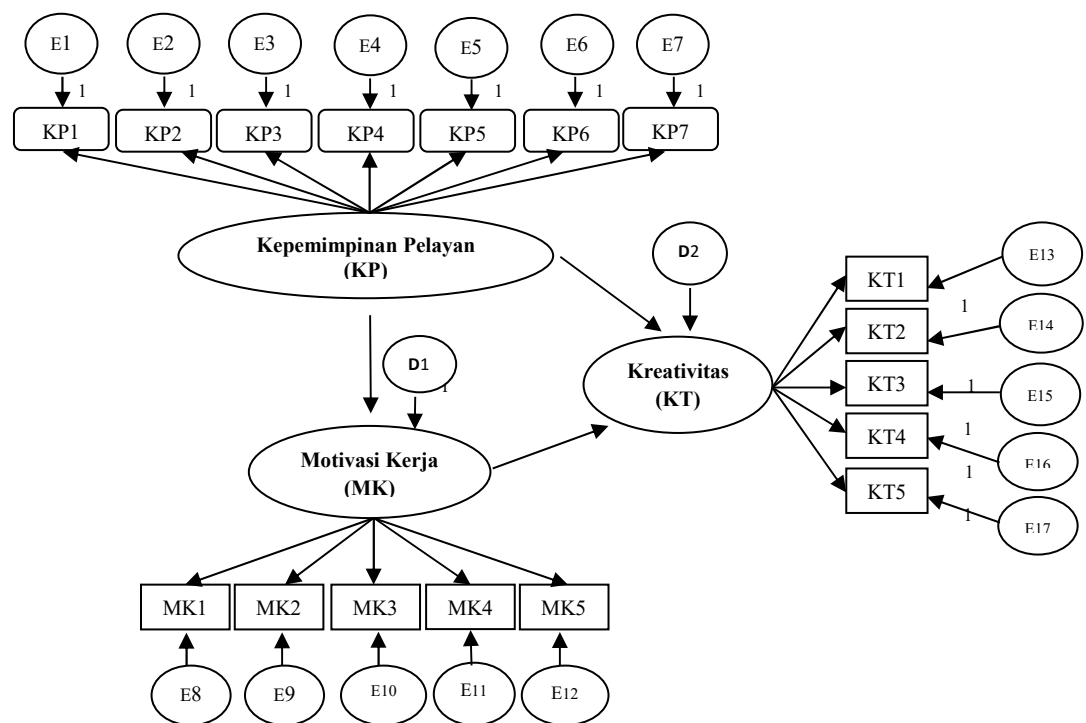 E1 E2 E3 E4 E5 E6 E7
1 1 1 1 1 1 1
KP1 KP2 KP3 KP4 KP5 KP6 KP7
Kepemimpinan Pelayan
(KP)
D2
E13
KT1
1
E14
KT2
D1
1
Kreativitas
(KT)
KT3
1
E15
KT4
1
E16
Motivasi Kerja
(MK)
1
KT5
1
E17
MK1 MK2 MK3 MK4 MK5
E8 E9 E10 E11 E12